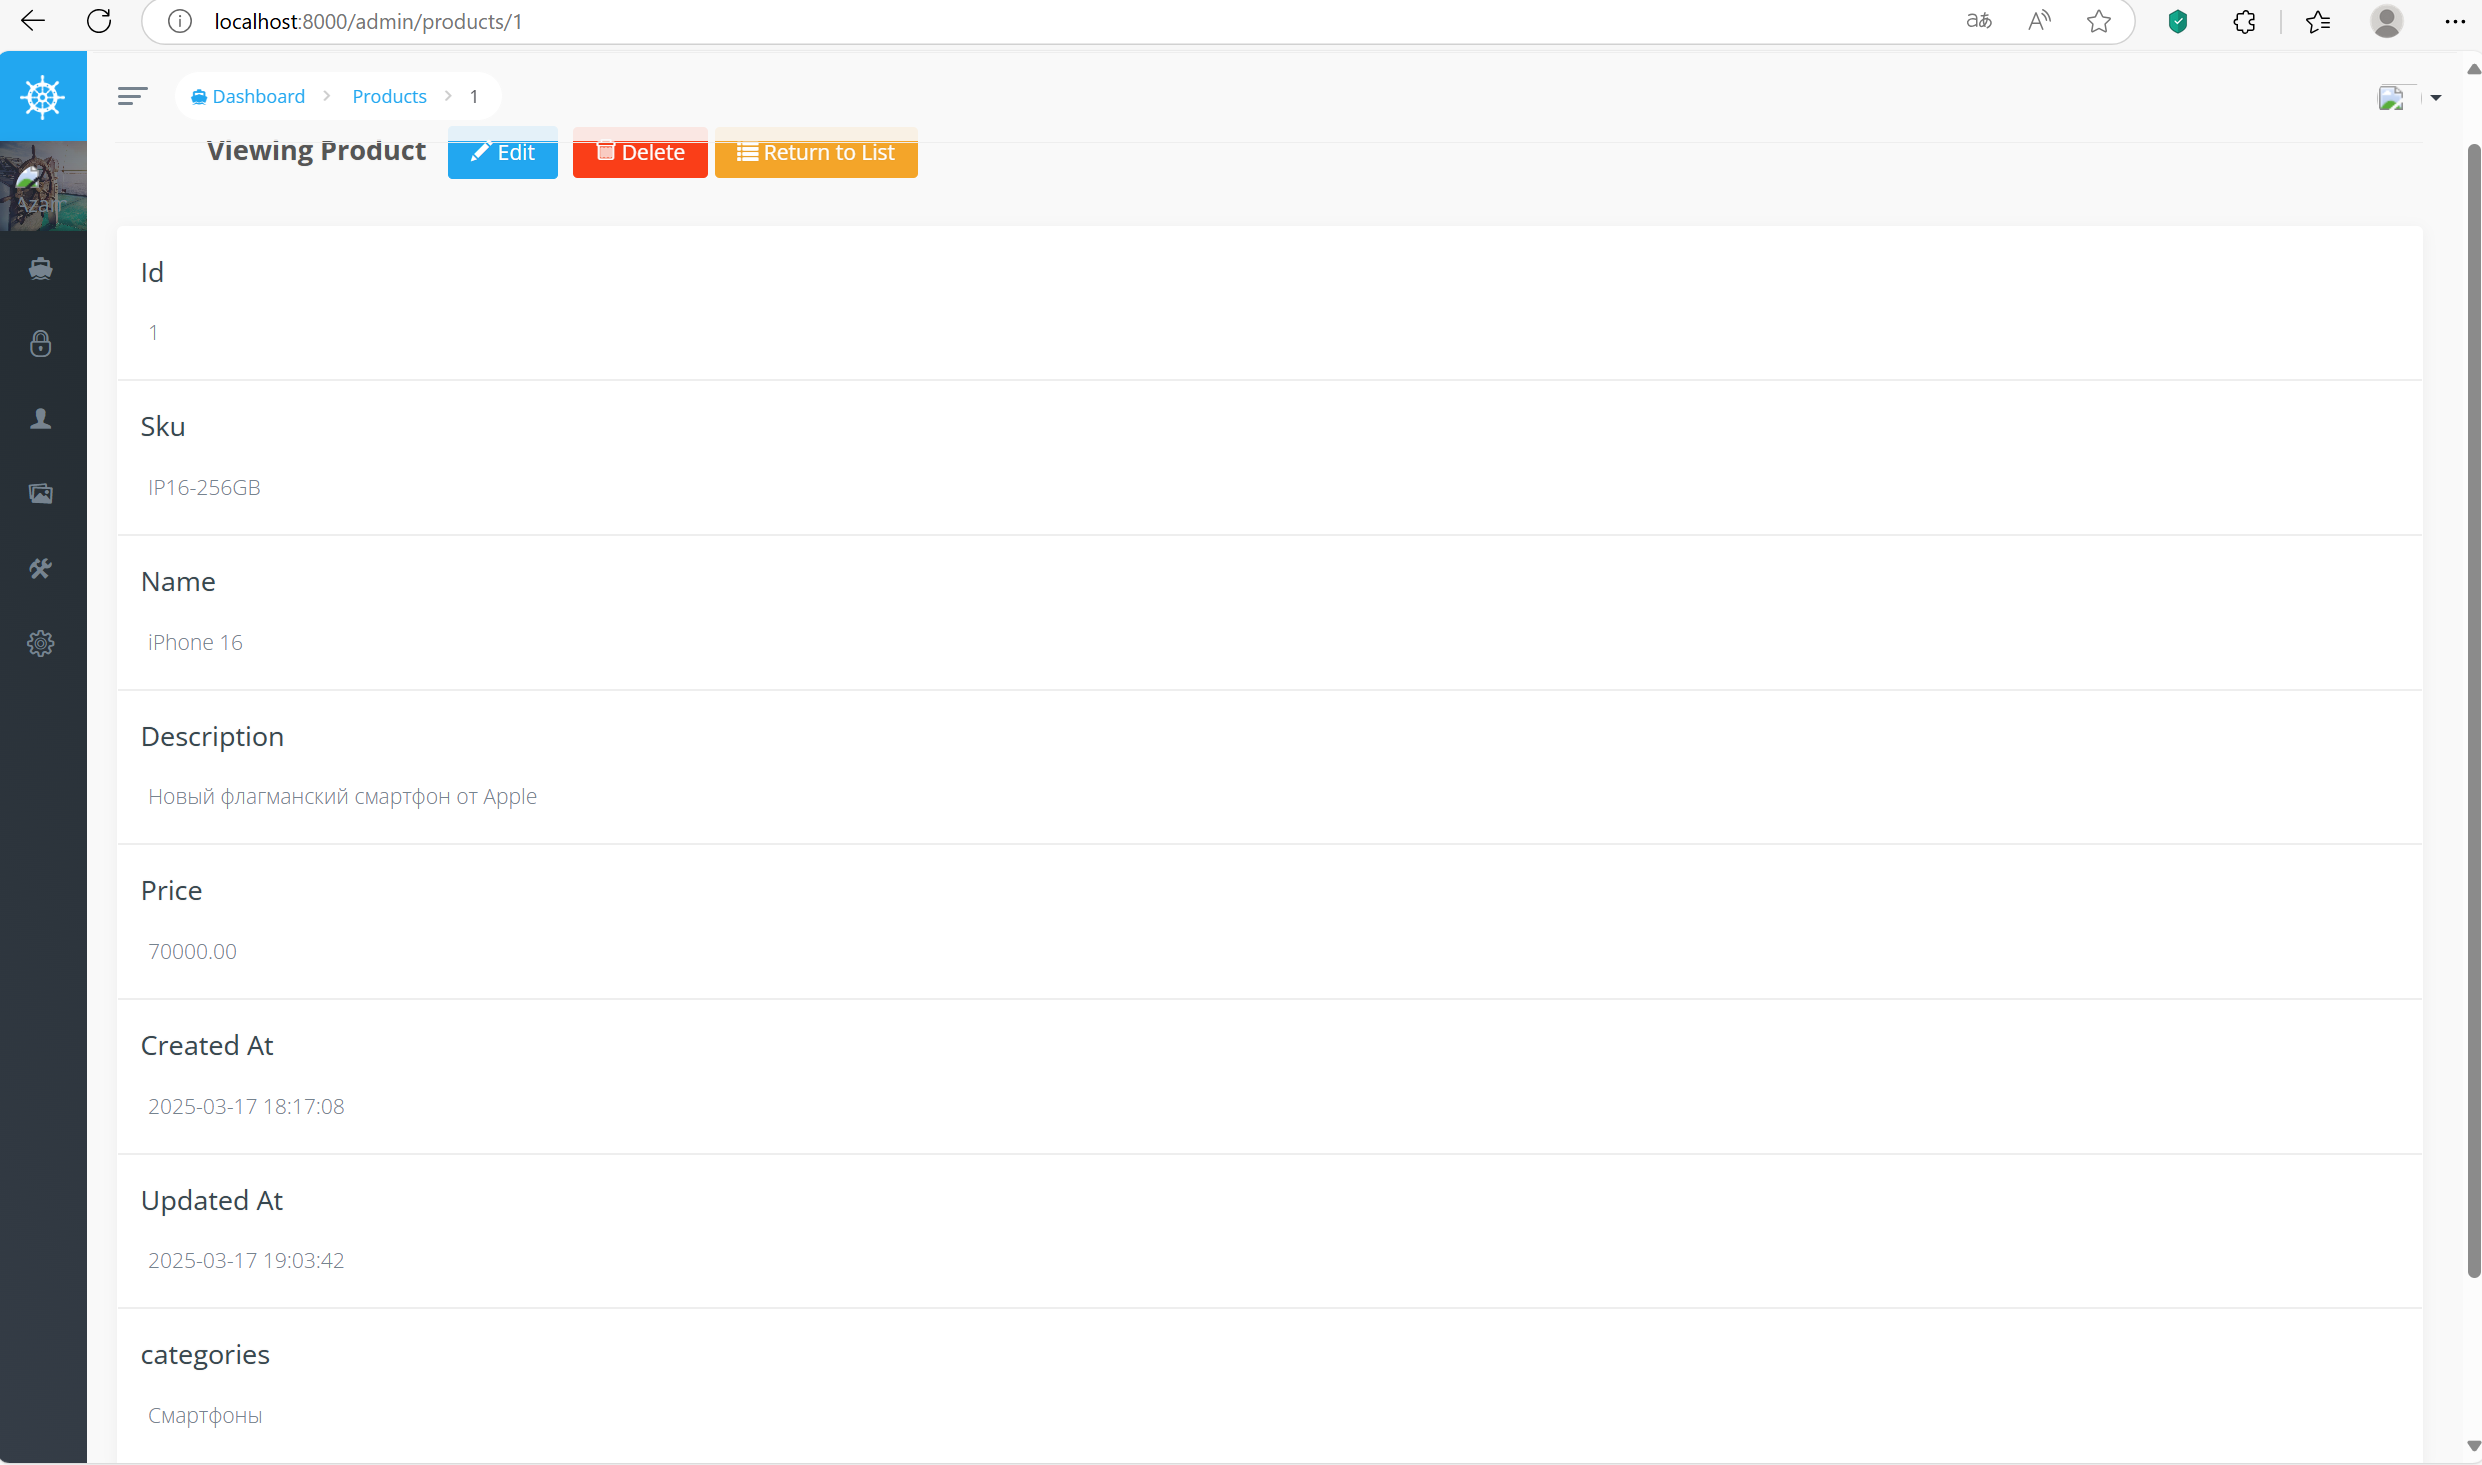 localhost:8000/admin/products/1
Dashboard > Products > 1
Viewing Product Edit Delete Return to List
Id
1
Sku
IP16-256GB
Name
iPhone 16
Description
Новый флагманский смартфон от Apple
Price
70000.00
Created At
2025-03-17 18:17:08
Updated At
2025-03-17 19:03:42
categories
Смартфоны